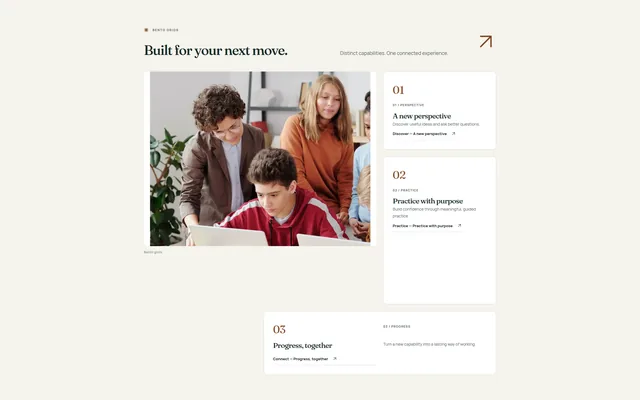 BENTO GRIDS
Built for your next move.
Distinct capabilities. One connected experience.
01
01 / PERSPECTIVE
A new perspective
Discover useful ideas and ask better questions.
Discover — A new perspective
02
02 / PRACTICE
Practice with purpose
Build confidence through meaningful, guided
practice.
Practice — Practice with purpose
Bento grids
03
Progress, together
Connect — Progress, together
03 / PROGRESS
Turn a new capability into a lasting way of working.